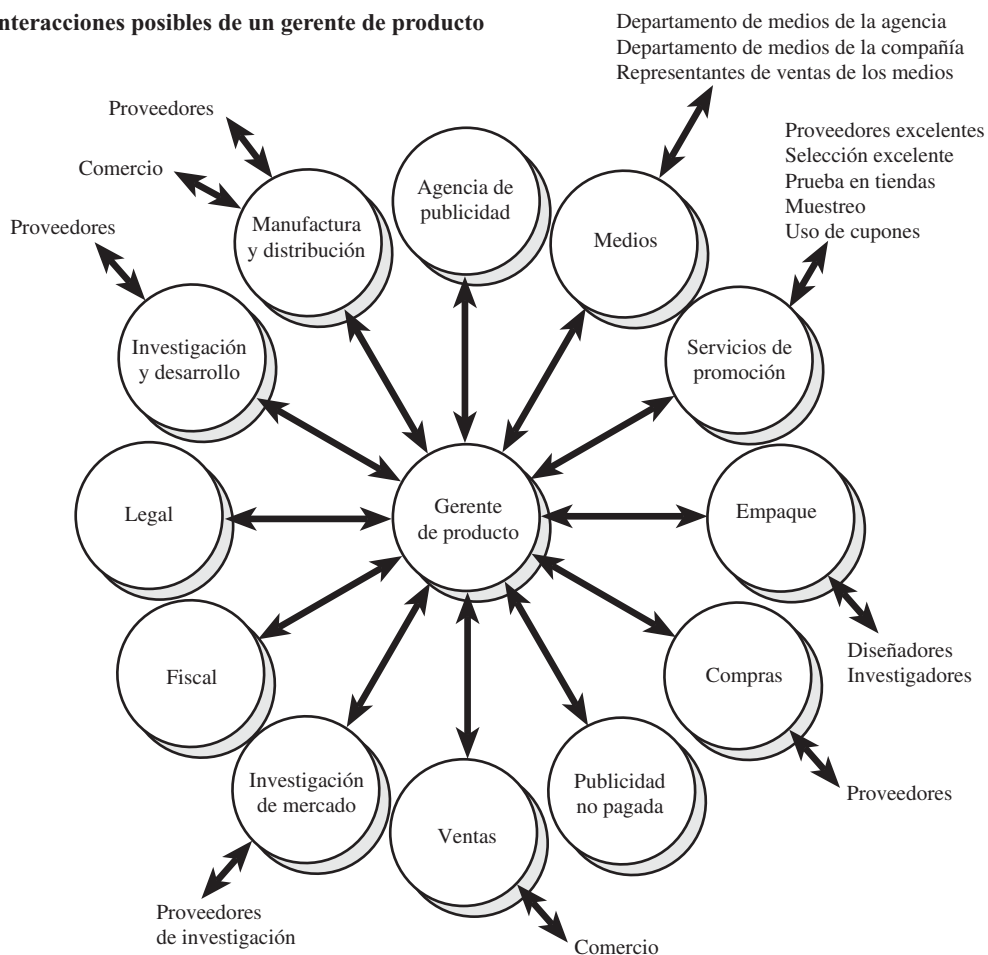 nteracciones posibles de un gerente de producto
Departamento de medios de la agencia
Departamento de medios de la compañía
Representantes de ventas de los medios
Proveedores
Comercio
Proveedores
Proveedores excelentes
Selección excelente
Prueba en tiendas
Muestreo
Uso de cupones
Agencia de
publicidad
Medios
Manufactura
y distribución
Servicios de
promoción
Investigación
y desarrollo
Legal
Gerente
de producto
Empaque
Diseñadores
Investigadores
Fiscal
Compras
Proveedores
Investigación
de mercado
Ventas
Publicidad
no pagada
Proveedores
de investigación
Comercio